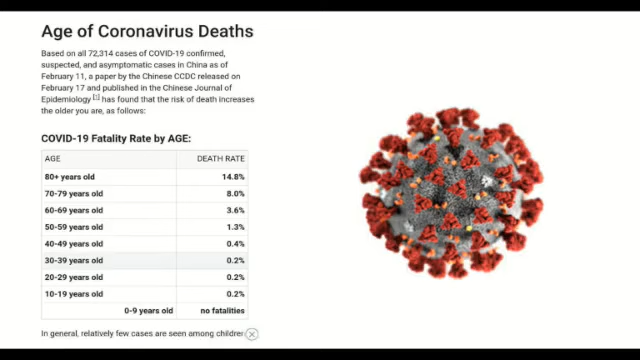 Age of Coronavirus Deaths
Based on all 72,314 cases of COVID-19 confirmed,
suspected, and asymptomatic cases in China as of
February 11, a paper by the Chinese CCDC released on
February 17 and published in the Chinese Journal of
Epidemiology [1] has found that the risk of death increases
the older you are, as follows:
COVID-19 Fatality Rate by AGE:
AGE DEATH RATE
80+ years old 14.8%
70-79 years old 8.0%
60-69 years old 3.6%
50-59 years old 1.3%
40-49 years old 0.4%
30-39 years old 0.2%
20-29 years old 0.2%
10-19 years old 0.2%
0-9 years old no fatalities
In general, relatively few cases are seen among children